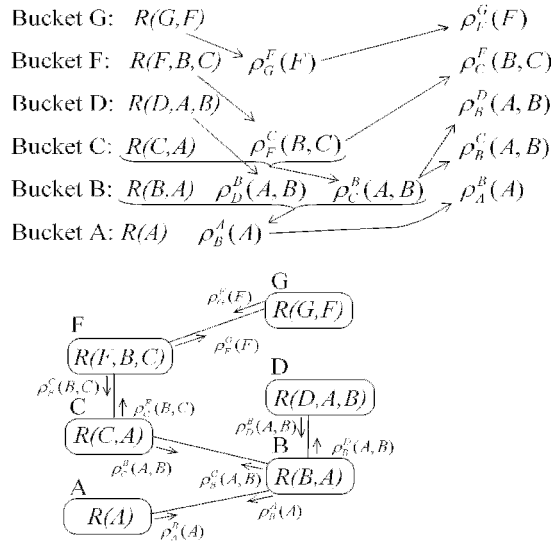 Bucket G: R(G,F) ρ_G^F(F) ρ_F^G(F)
Bucket F: R(F,B,C) ρ_C^F(B,C)
Bucket D: R(D,A,B) ρ_B^D(A,B)
Bucket C: R(C,A) ρ_F^C(B,C) ρ_B^C(A,B)
Bucket B: R(B,A) ρ_D^B(A,B) ρ_C^B(A,B) ρ_A^B(A)
Bucket A: R(A) ρ_B^A(A)
G
ρ_G^F(F) R(G,F)
F
R(F,B,C) ρ_F^G(F)
D
ρ_F^C(B,C) R(D,A,B)
C ρ_C^F(B,C)
R(C,A) ρ_D^B(A,B) ρ_B^D(A,B)
B
ρ_C^B(A,B) ρ_B^C(A,B) R(B,A)
A
R(A) ρ_A^B(A) ρ_B^A(A)